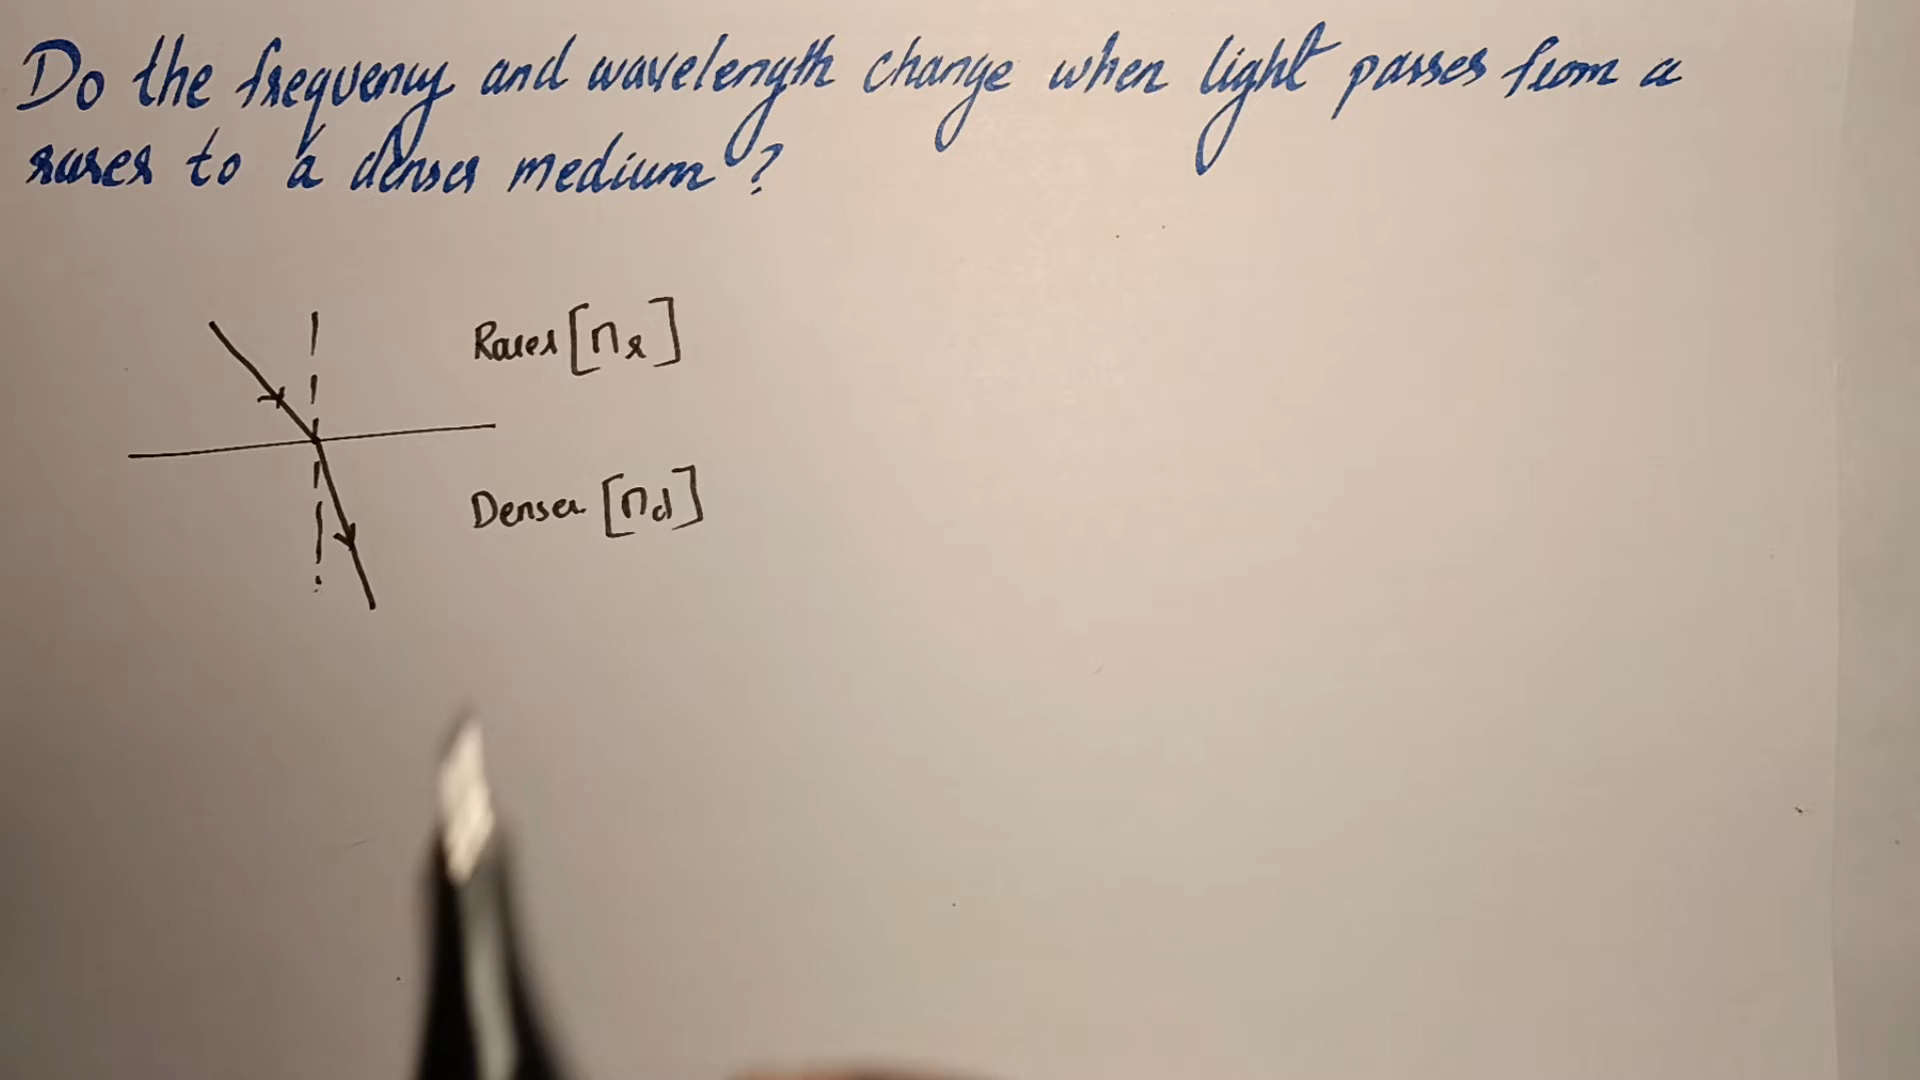 Do the frequency and wavelength change when light passes from a
rarer to a denser medium?
Rarer [nr]
Denser [nd]